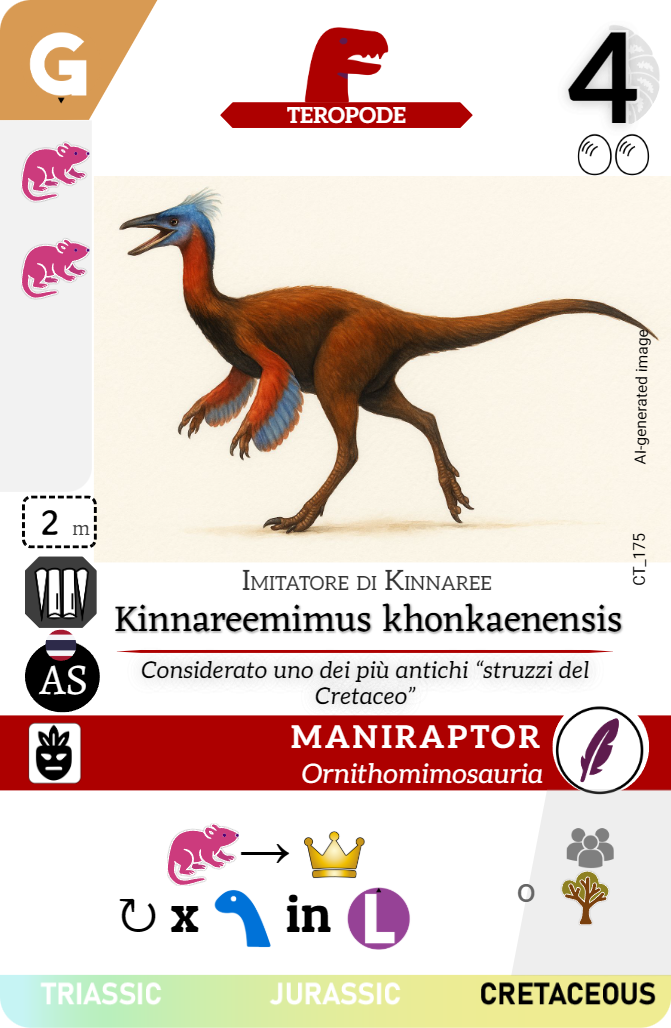 G
TEROPODE
4
AI-generated image
CT_175
2 m
AS
Imitatore di Kinnaree
Kinnareemimus khonkaenensis
Considerato uno dei più antichi “struzzi del
Cretaceo”
MANIRAPTOR
Ornithomimosauria
x in L
o
TRIASSIC JURASSIC CRETACEOUS